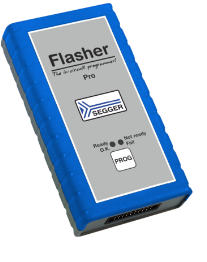 Flasher
The in-circuit programmer!
Pro
SEGGER
Ready Not ready
O.K. Fail
PROG